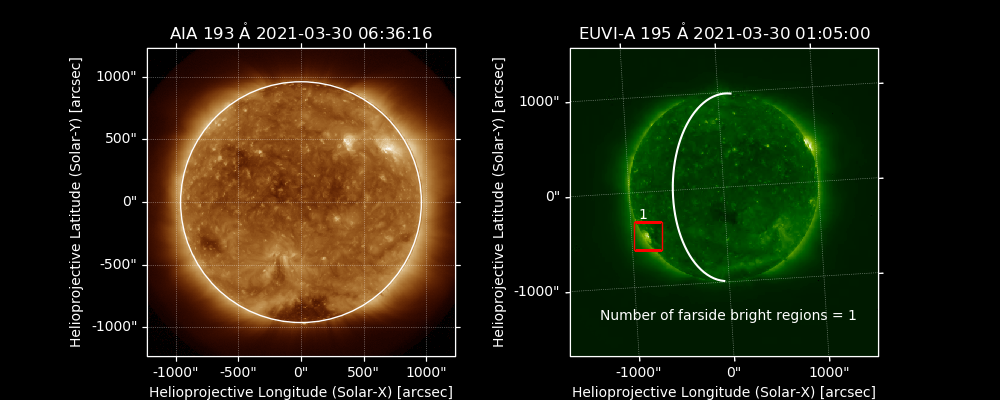 AIA 193 Å 2021-03-30 06:36:16
1000"
500"
0"
-500"
-1000"
-1000"
-500"
0"
500"
1000"
Helioprojective Longitude (Solar-X) [arcsec]
Helioprojective Latitude (Solar-Y) [arcsec]
EUVI-A 195 Å 2021-03-30 01:05:00
1000"
0"
-1000"
1
Number of farside bright regions = 1
-1000"
0"
1000"
Helioprojective Longitude (Solar-X) [arcsec]
Helioprojective Latitude (Solar-Y) [arcsec]